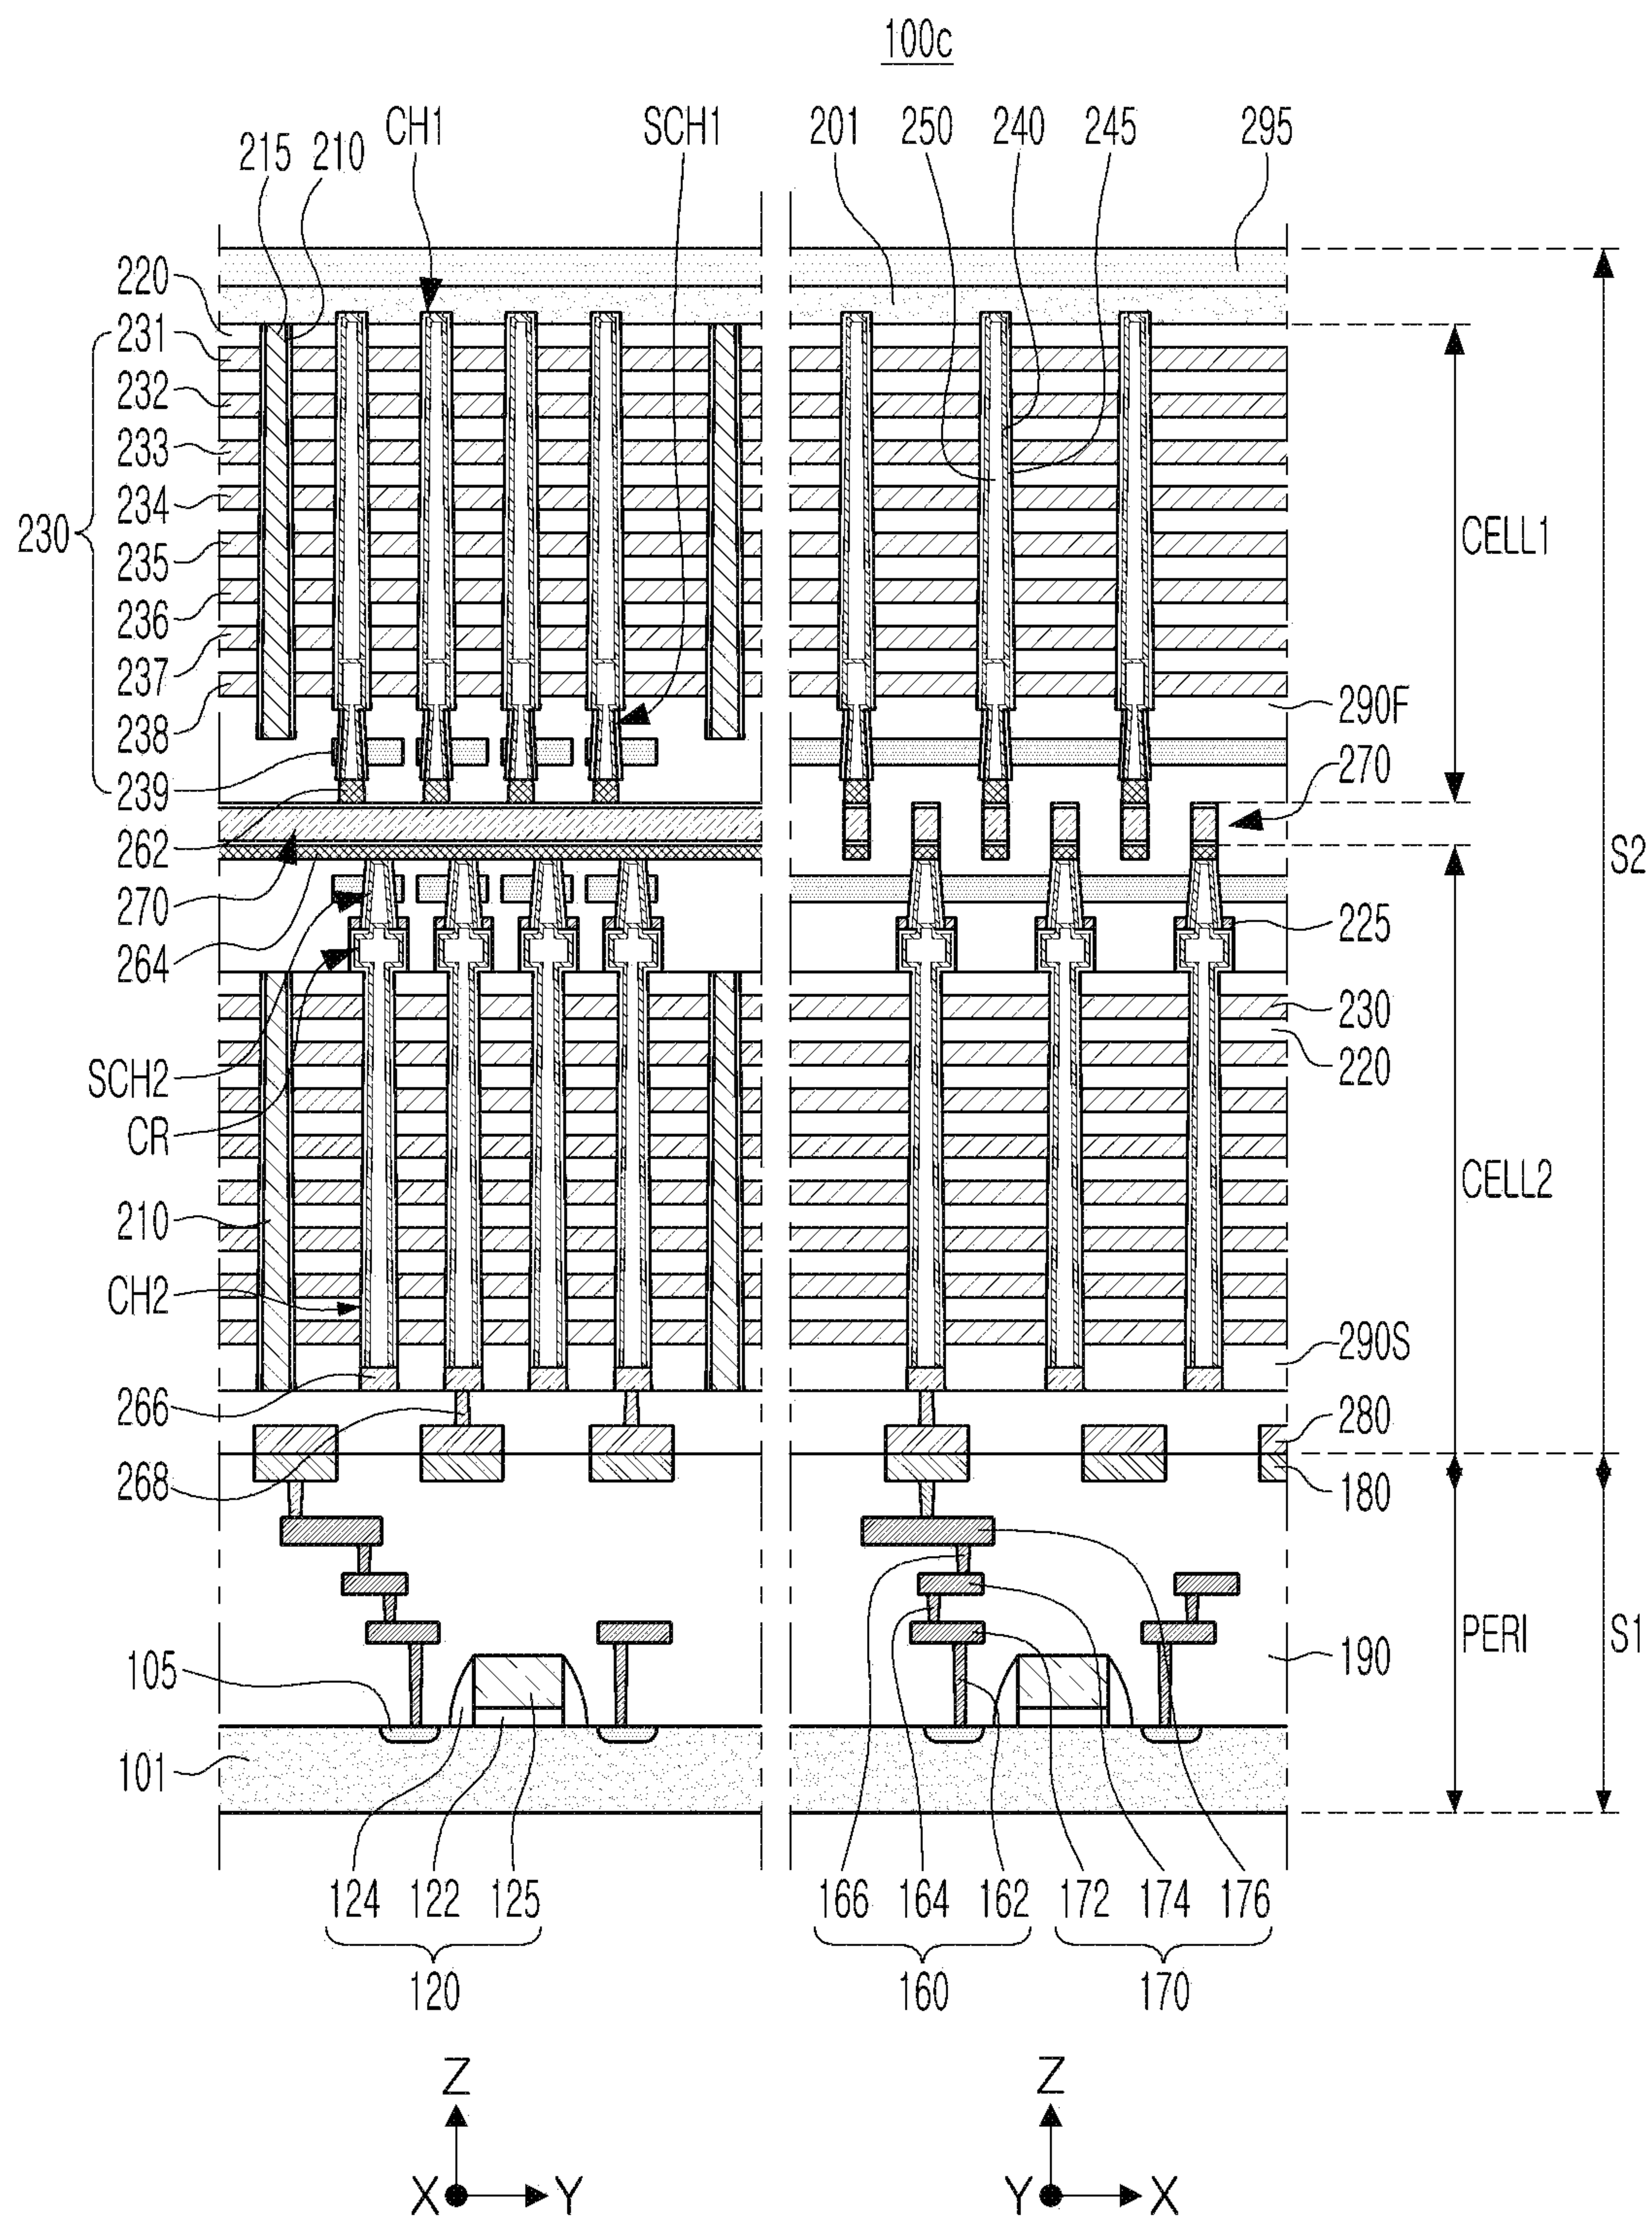 100c
CH1 SCH1 201 250 240 245 295
215 210
220
231
232
233
234
230 235 CELL1
236
237
238 290F
239 270
262 S2
270 225
264
230
SCH2 220
CR
CELL2
210
CH2
290S
266 280
268 180
PERI S1
105 190
101
124 122 125 166 164 162 172 174 176
120 160 170
Z Z
X Y Y X